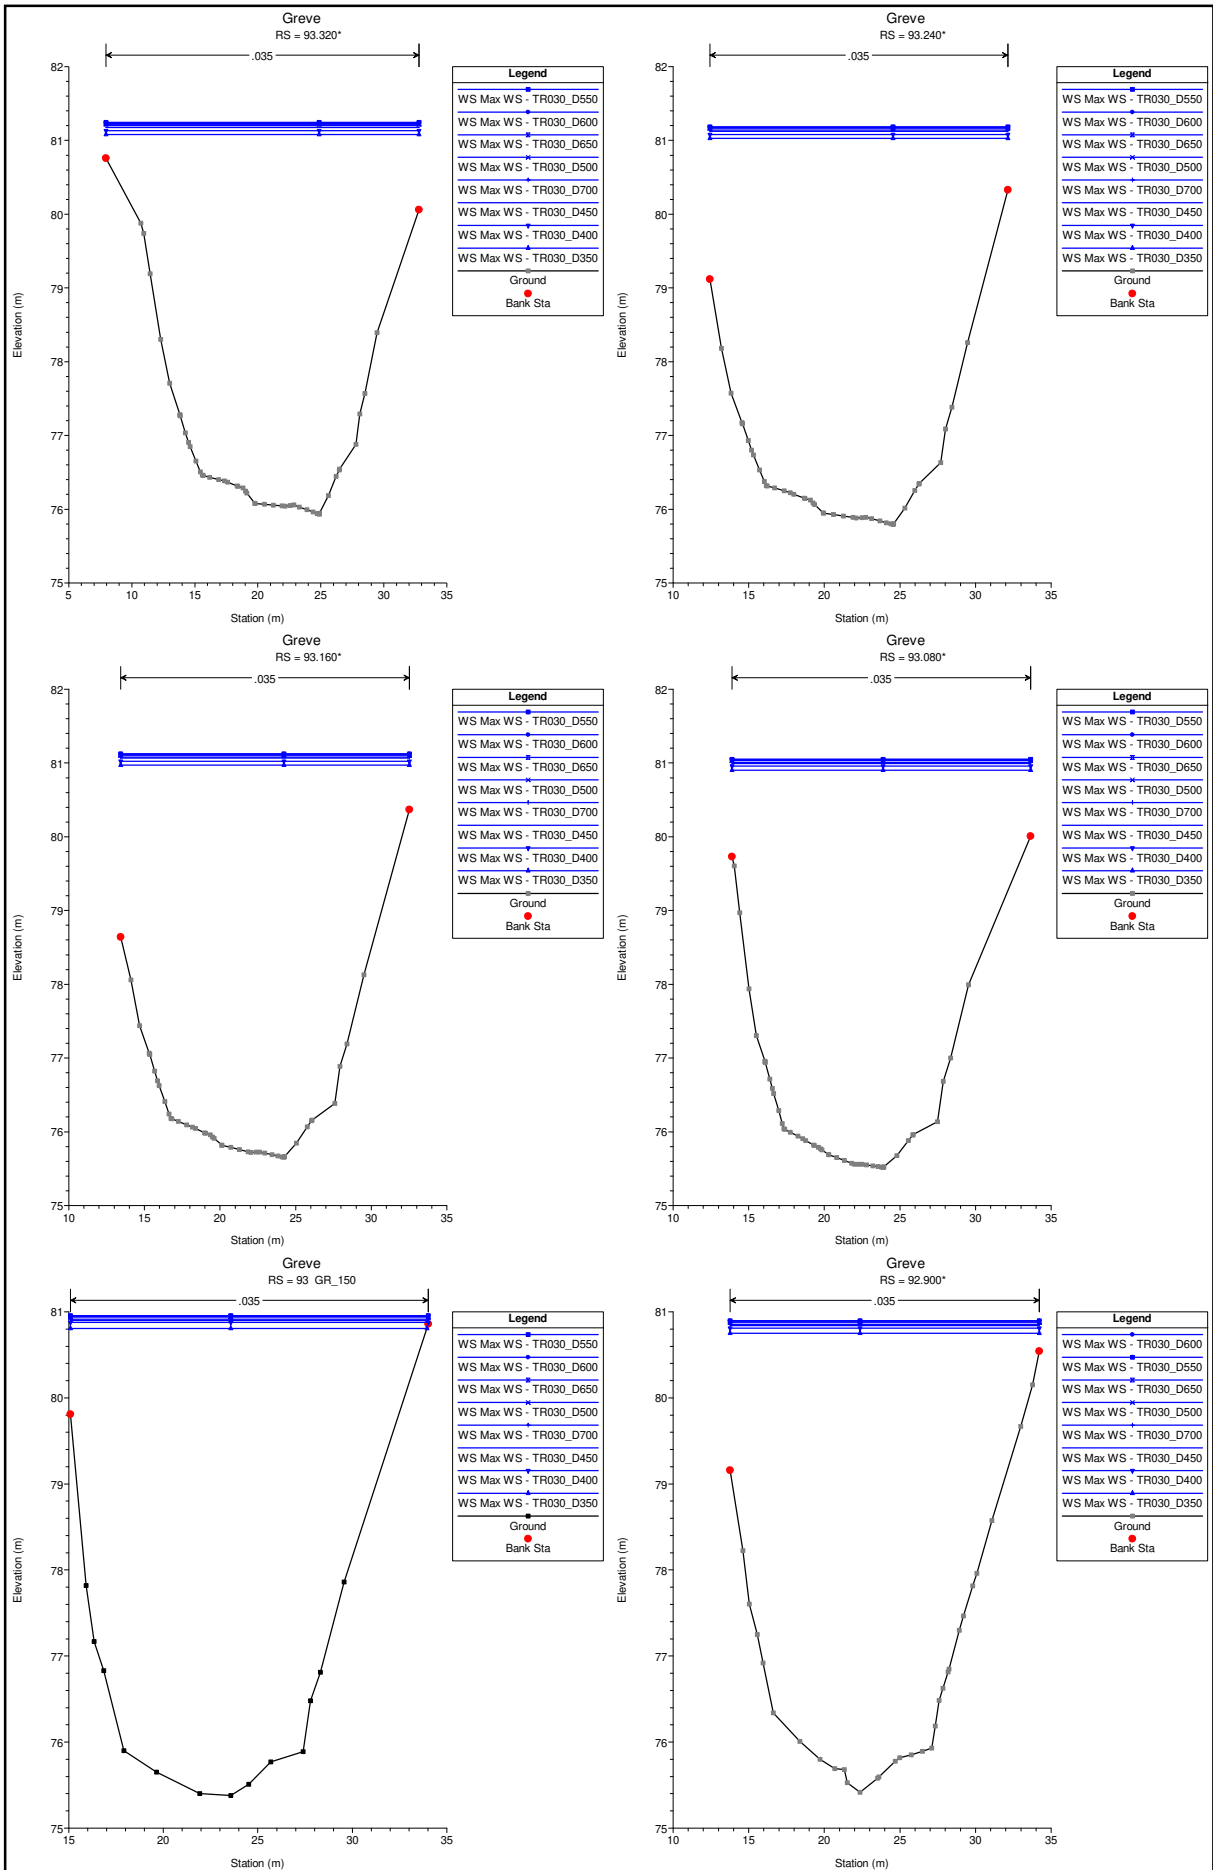 Greve
RS = 93.320*
.035
82
81
80
79
78
77
76
75
5
10
15
20
25
30
35
Elevation (m)
Station (m)
Legend
WS Max WS - TR030_D550
WS Max WS - TR030_D600
WS Max WS - TR030_D650
WS Max WS - TR030_D500
WS Max WS - TR030_D700
WS Max WS - TR030_D450
WS Max WS - TR030_D400
WS Max WS - TR030_D350
Ground
Bank Sta
Greve
RS = 93.240*
.035
82
81
80
79
78
77
76
75
10
15
20
25
30
35
Elevation (m)
Station (m)
Legend
WS Max WS - TR030_D550
WS Max WS - TR030_D600
WS Max WS - TR030_D650
WS Max WS - TR030_D500
WS Max WS - TR030_D700
WS Max WS - TR030_D450
WS Max WS - TR030_D400
WS Max WS - TR030_D350
Ground
Bank Sta
Greve
RS = 93.160*
.035
82
81
80
79
78
77
76
75
10
15
20
25
30
35
Elevation (m)
Station (m)
Legend
WS Max WS - TR030_D550
WS Max WS - TR030_D600
WS Max WS - TR030_D650
WS Max WS - TR030_D500
WS Max WS - TR030_D700
WS Max WS - TR030_D450
WS Max WS - TR030_D400
WS Max WS - TR030_D350
Ground
Bank Sta
Greve
RS = 93.080*
.035
82
81
80
79
78
77
76
75
10
15
20
25
30
35
Elevation (m)
Station (m)
Legend
WS Max WS - TR030_D550
WS Max WS - TR030_D600
WS Max WS - TR030_D650
WS Max WS - TR030_D500
WS Max WS - TR030_D700
WS Max WS - TR030_D450
WS Max WS - TR030_D400
WS Max WS - TR030_D350
Ground
Bank Sta
Greve
RS = 93 GR_150
.035
81
80
79
78
77
76
75
15
20
25
30
35
Elevation (m)
Station (m)
Legend
WS Max WS - TR030_D550
WS Max WS - TR030_D600
WS Max WS - TR030_D650
WS Max WS - TR030_D500
WS Max WS - TR030_D700
WS Max WS - TR030_D450
WS Max WS - TR030_D400
WS Max WS - TR030_D350
Ground
Bank Sta
Greve
RS = 92.900*
.035
81
80
79
78
77
76
75
10
15
20
25
30
35
Elevation (m)
Station (m)
Legend
WS Max WS - TR030_D600
WS Max WS - TR030_D550
WS Max WS - TR030_D650
WS Max WS - TR030_D500
WS Max WS - TR030_D700
WS Max WS - TR030_D450
WS Max WS - TR030_D400
WS Max WS - TR030_D350
Ground
Bank Sta